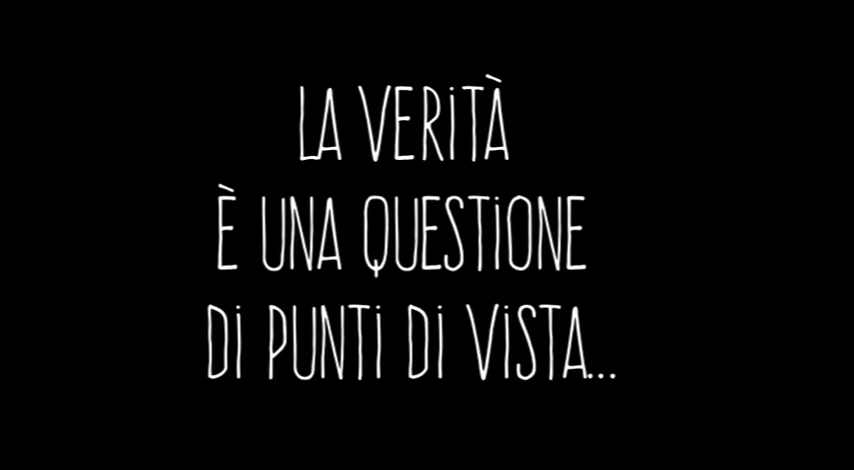 LA VERiTÀ
È UNA QUESTiONE
Di PUNTi Di ViSTA...